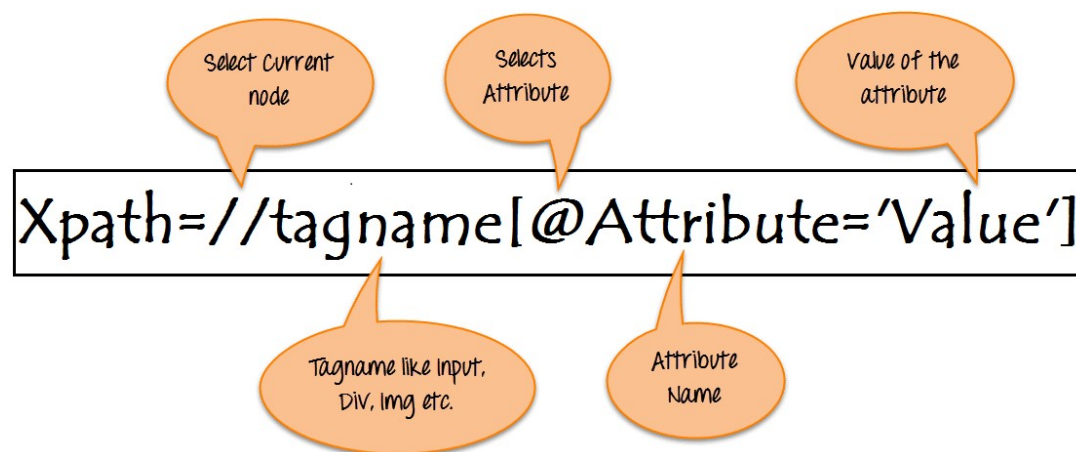 Select Current
node
Selects
Attribute
Value of the
attribute
Xpath=//tagname[@Attribute='Value']
Tagname like Input,
Div, Img etc.
Attribute
Name